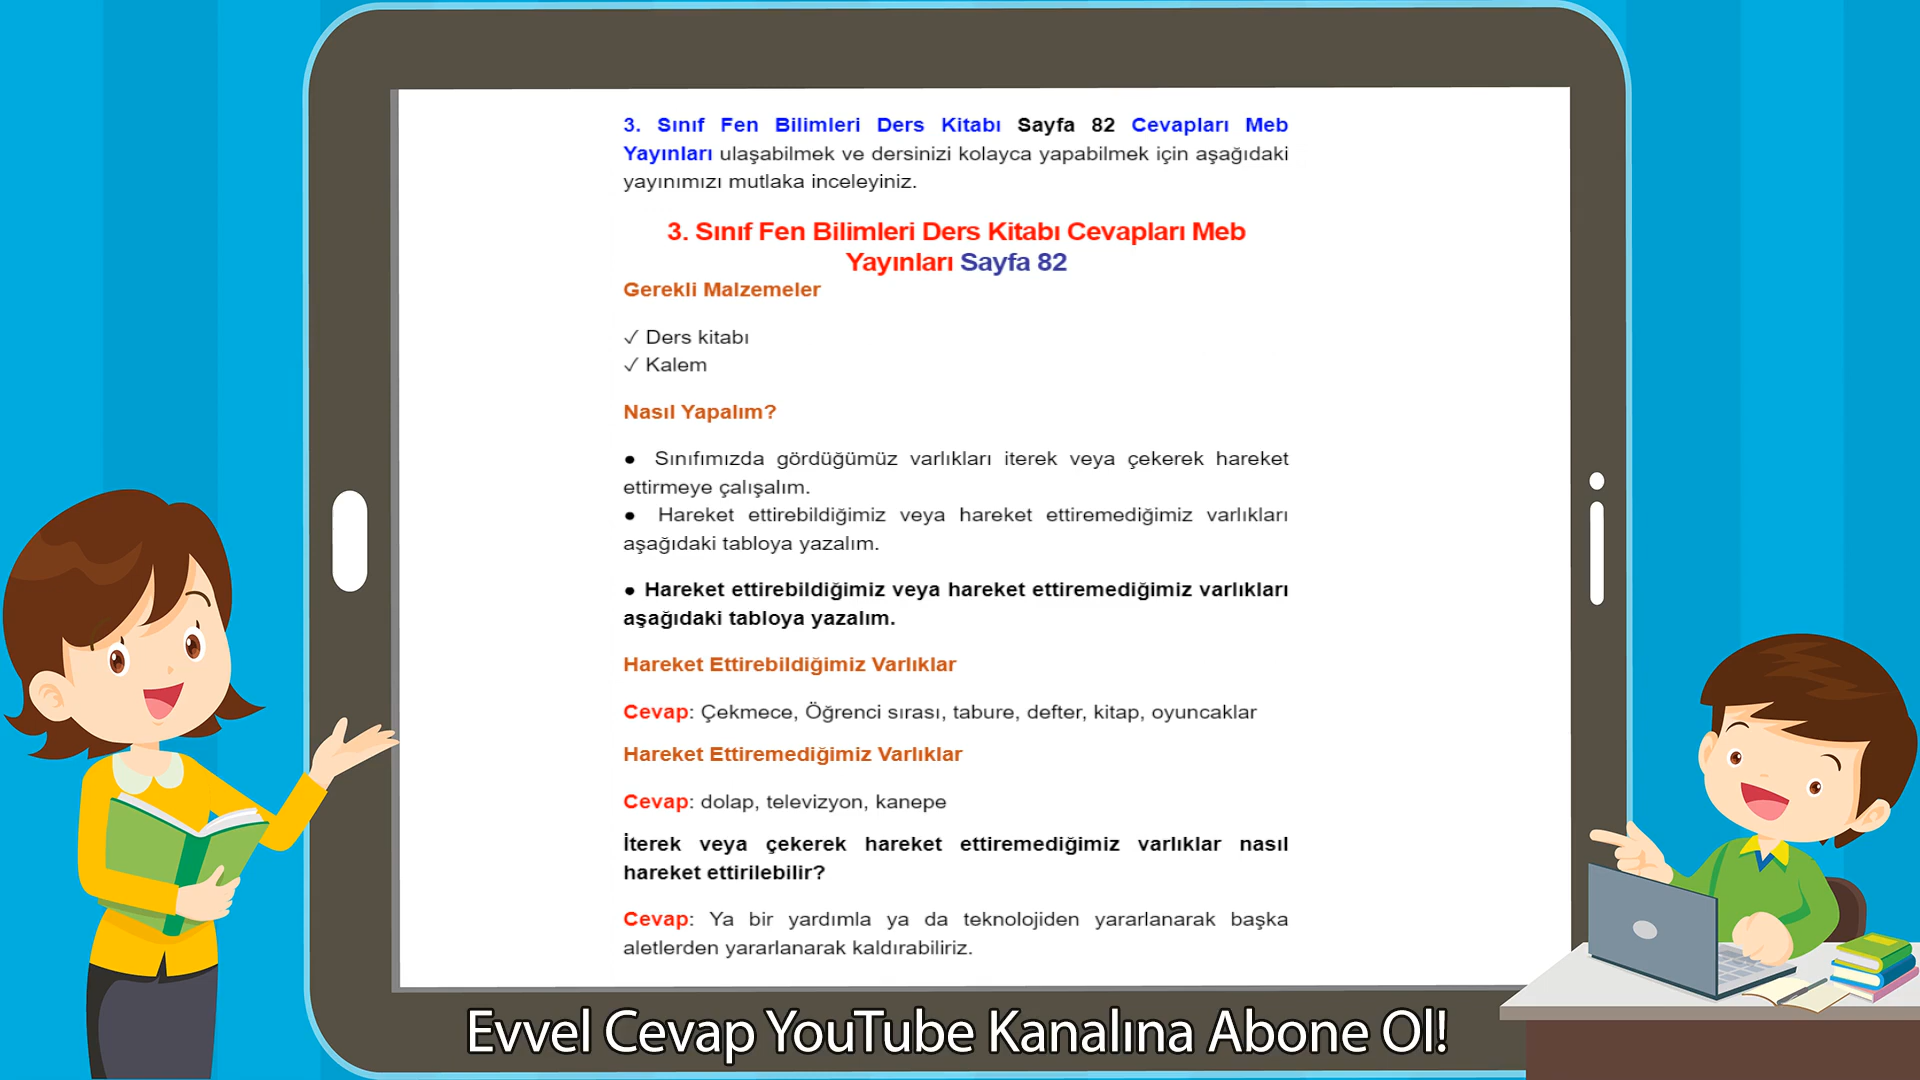 3. Sınıf Fen Bilimleri Ders Kitabı Sayfa 82 Cevapları Meb
Yayınları ulaşabilmek ve dersinizi kolayca yapabilmek için aşağıdaki
yayınımızı mutlaka inceleyiniz.
3. Sınıf Fen Bilimleri Ders Kitabı Cevapları Meb
Yayınları Sayfa 82
Gerekli Malzemeler
✓ Ders kitabı
✓ Kalem
Nasıl Yapalım?
● Sınıfımızda gördüğümüz varlıkları iterek veya çekerek hareket
ettirmeye çalışalım.
● Hareket ettirebildiğimiz veya hareket ettiremediğimiz varlıkları
aşağıdaki tabloya yazalım.
● Hareket ettirebildiğimiz veya hareket ettiremediğimiz varlıkları
aşağıdaki tabloya yazalım.
Hareket Ettirebildiğimiz Varlıklar
Cevap: Çekmece, Öğrenci sırası, tabure, defter, kitap, oyuncaklar
Hareket Ettiremediğimiz Varlıklar
Cevap: dolap, televizyon, kanepe
İterek veya çekerek hareket ettiremediğimiz varlıklar nasıl
hareket ettirilebilir?
Cevap: Ya bir yardımla ya da teknolojiden yararlanarak başka
aletlerden yararlanarak kaldırabiliriz.
Evvel Cevap YouTube Kanalına Abone Ol!